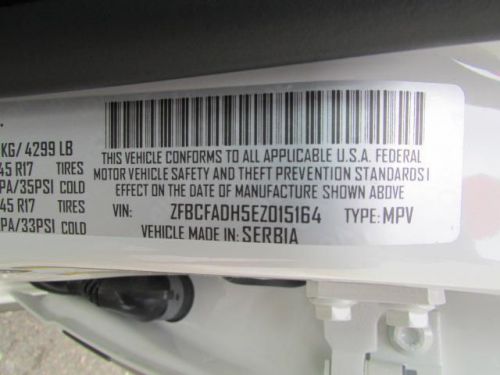 KG/ 4299 LB
45 R17 TIRES
PA/35PSI COLD
45 R17 TIRES
PA/33PSI COLD
THIS VEHICLE CONFORMS TO ALL APPLICABLE U.S.A. FEDERAL
MOTOR VEHICLE SAFETY AND THEFT PREVENTION STANDARDS I
EFFECT ON THE DATE OF MANUFACTURE SHOWN ABOVE
VIN: ZFBCFADH5EZ015164 TYPE: MPV
VEHICLE MADE IN: SERBIA